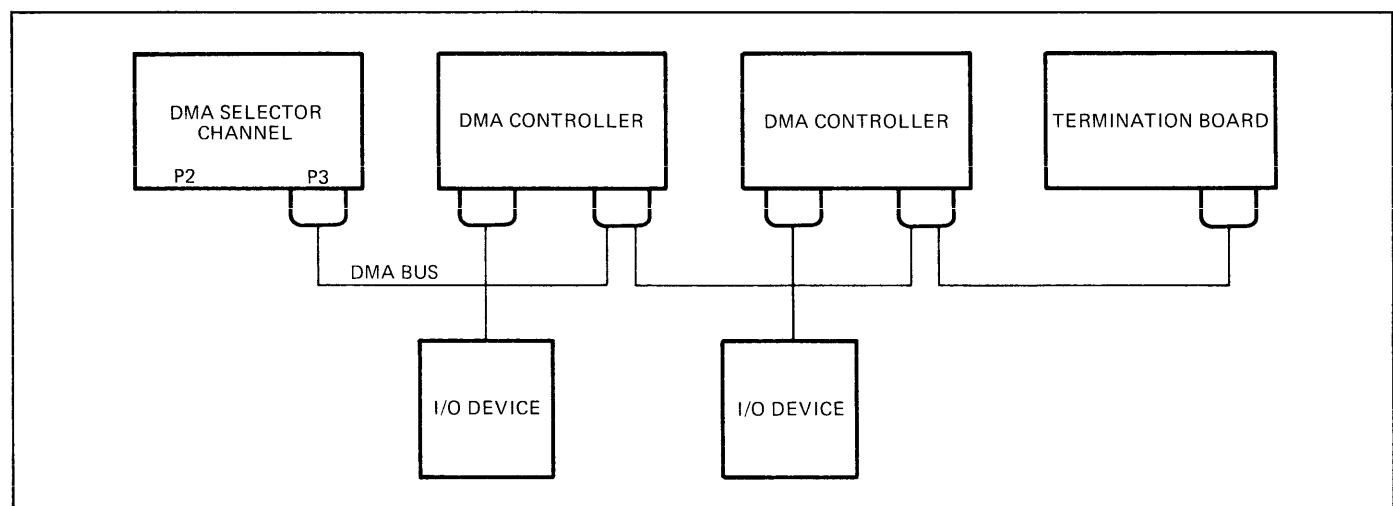 DMA SELECTOR
CHANNEL
P2 P3
DMA CONTROLLER
DMA CONTROLLER
TERMINATION BOARD
DMA BUS
I/O DEVICE
I/O DEVICE